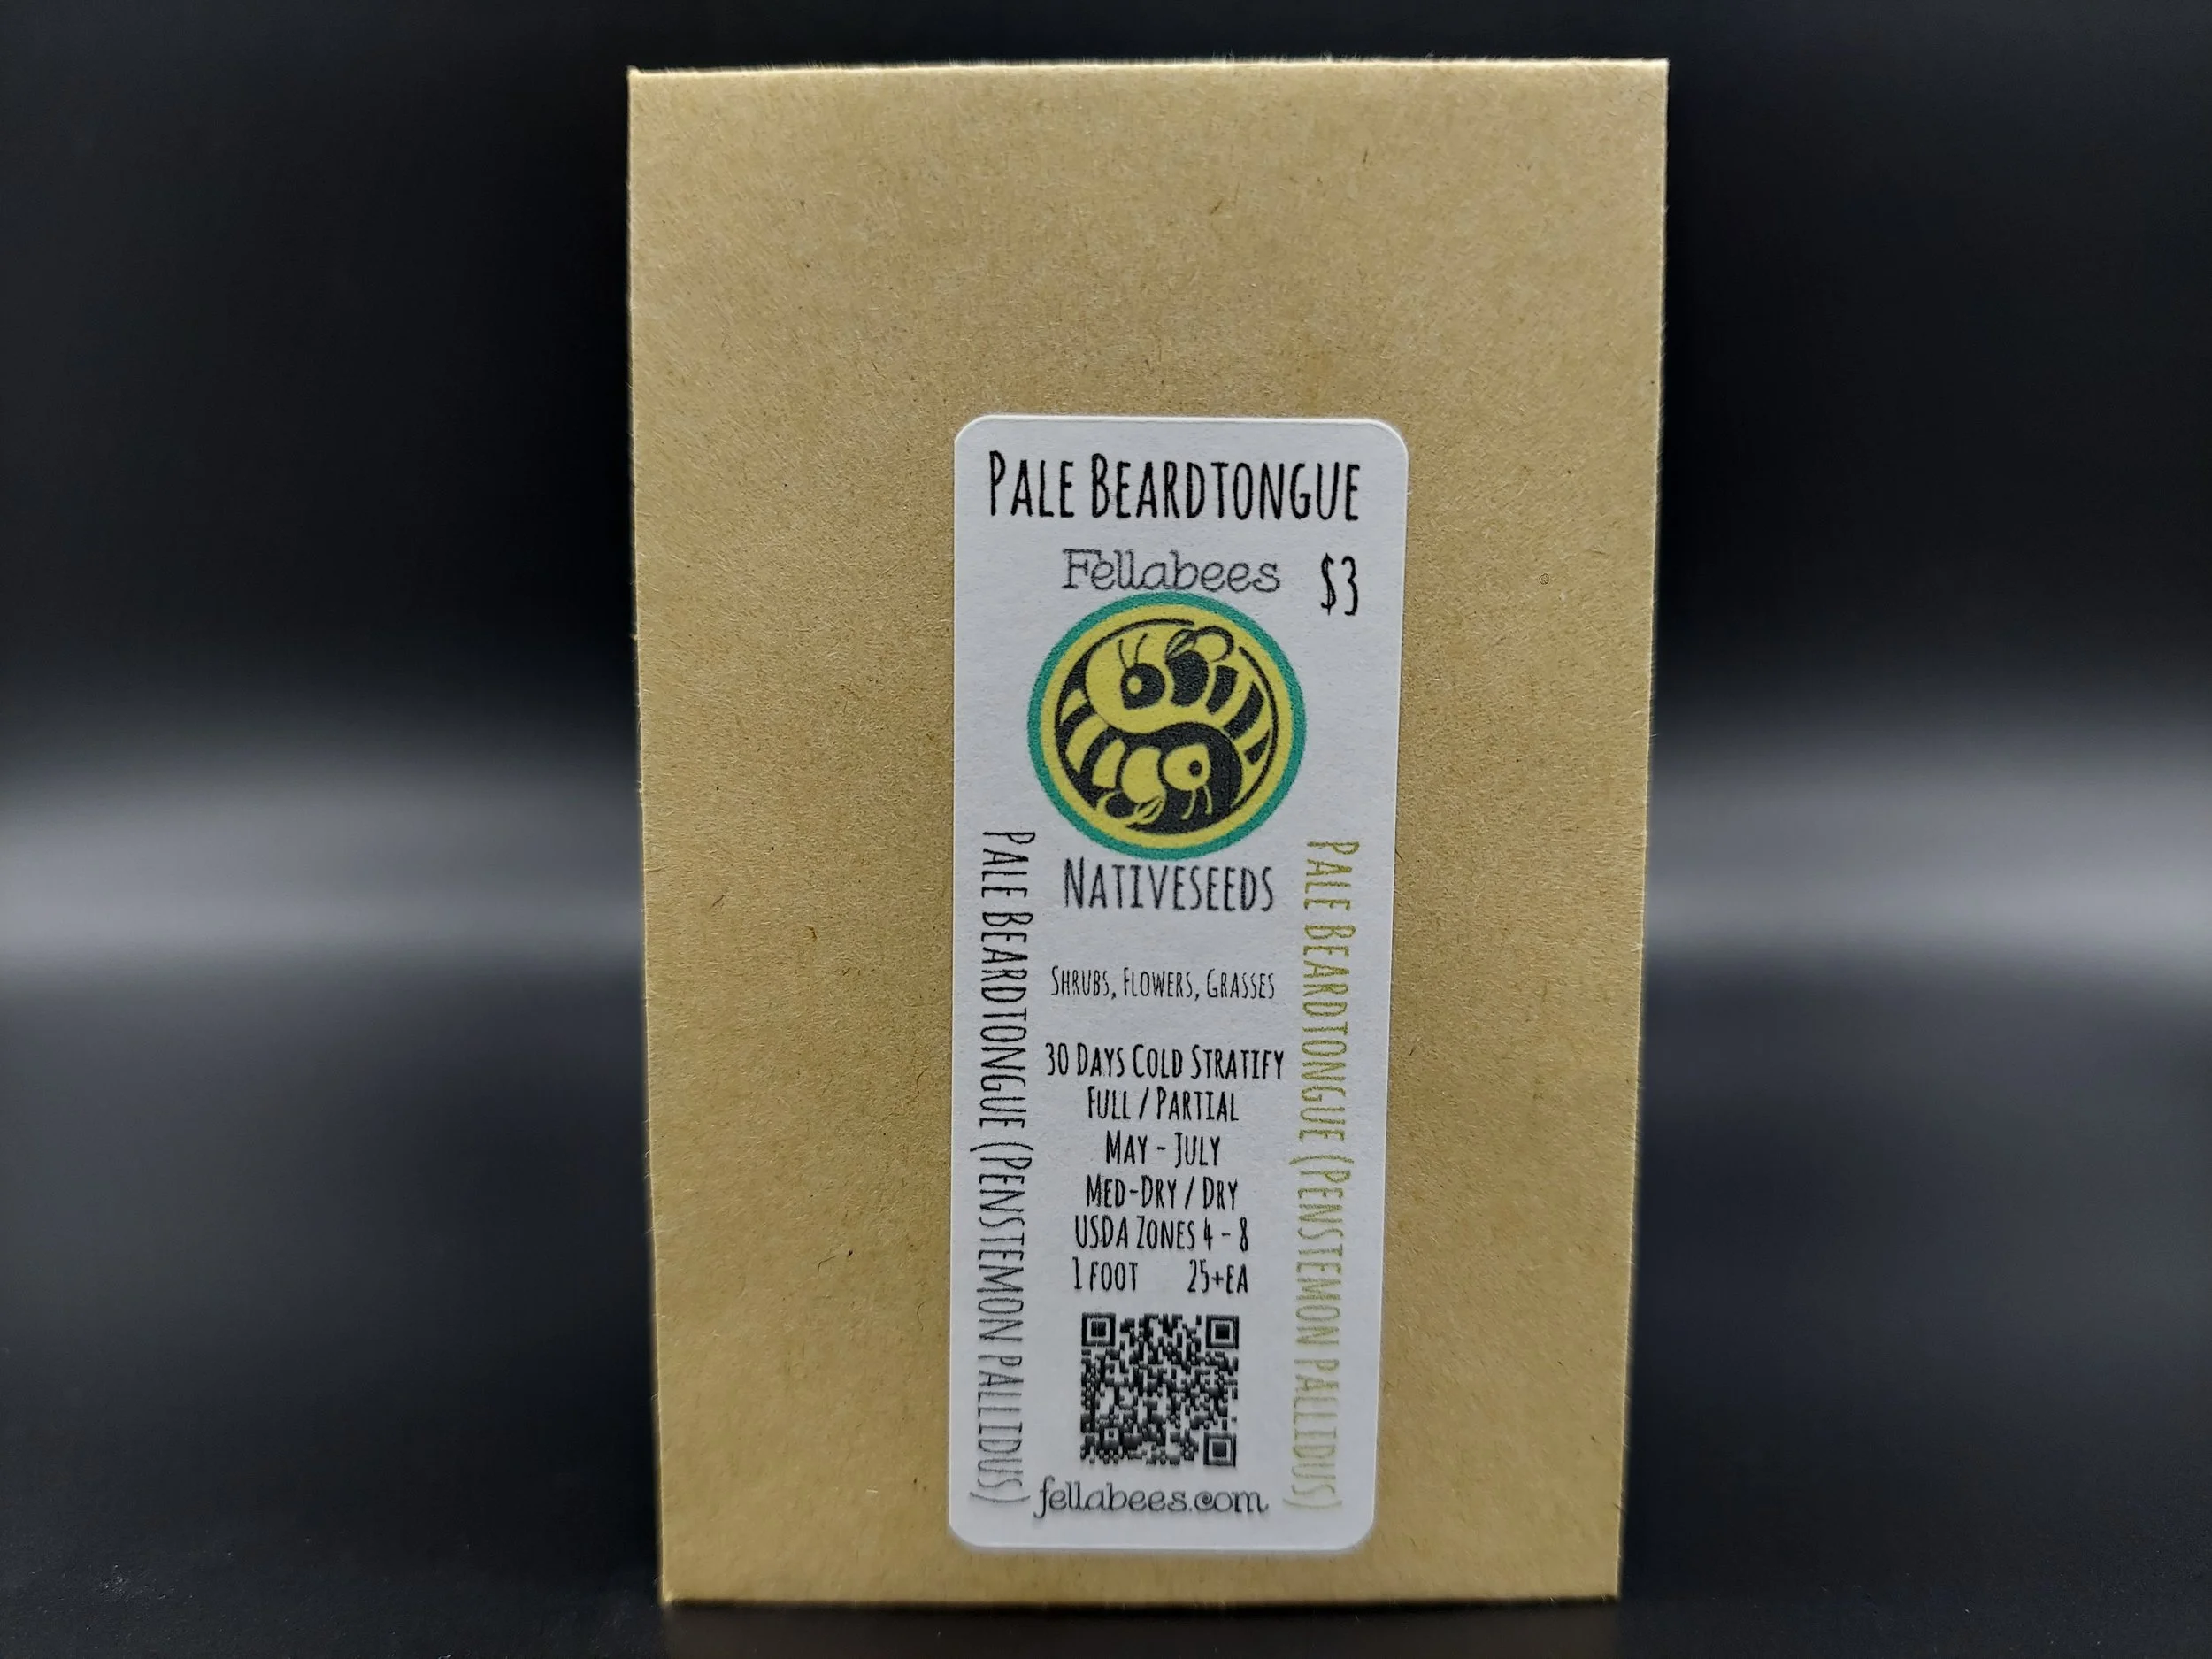 Pale Beardtongue
Fellabees
$3
Nativeseeds
Shrubs, Flowers, Grasses
30 Days Cold Stratify
Full / Partial
May - July
Med-Dry / Dry
USDA Zones 4 - 8
1 foot 25+ea
fellabees.com
Pale Beardtongue (Penstemon pallidus)
Pale Beardtongue (Penstemon pallidus)